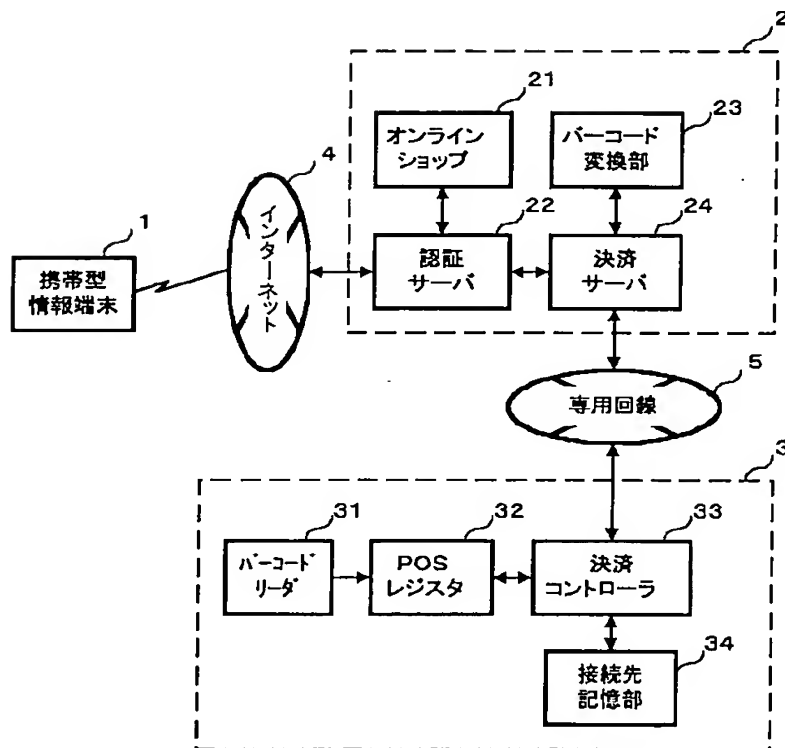 2
21
23
オンライン
ショップ
バーコード
変換部
4
22
24
インターネット
1
認証
サーバ
決済
サーバ
携帯型
情報端末
5
専用回線
3
31
32
33
バーコード
リーダ
POS
レジスタ
決済
コントローラ
34
接続先
記憶部